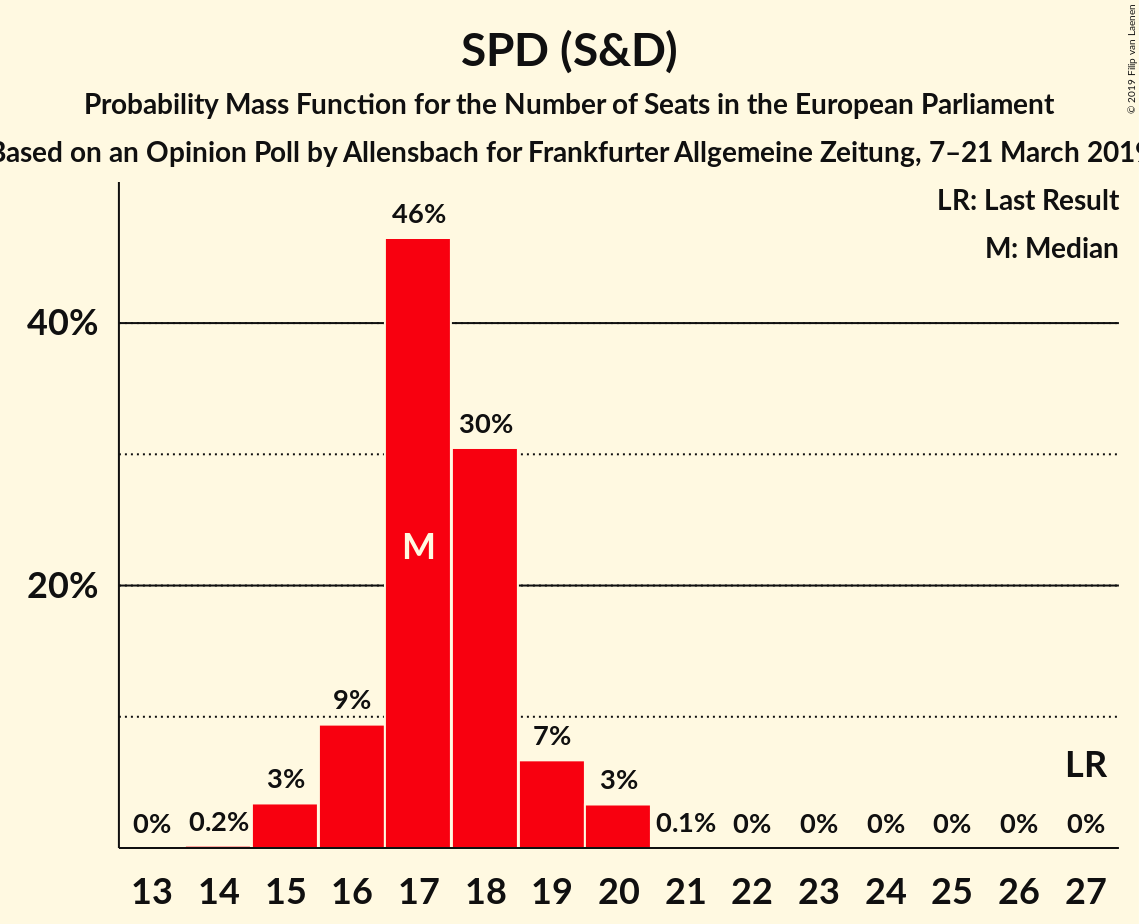 SPD (S&D)
Probability Mass Function for the Number of Seats in the European Parliament
Based on an Opinion Poll by Allensbach for Frankfurter Allgemeine Zeitung, 7–21 March 2019
© 2019 Filip van Laenen
LR: Last Result
M: Median
46%
40%
30%
M
20%
9%
7%
LR
3%
3%
0%
0.2%
0.1%
0%
0%
0%
0%
0%
0%
13 14 15 16 17 18 19 20 21 22 23 24 25 26 27